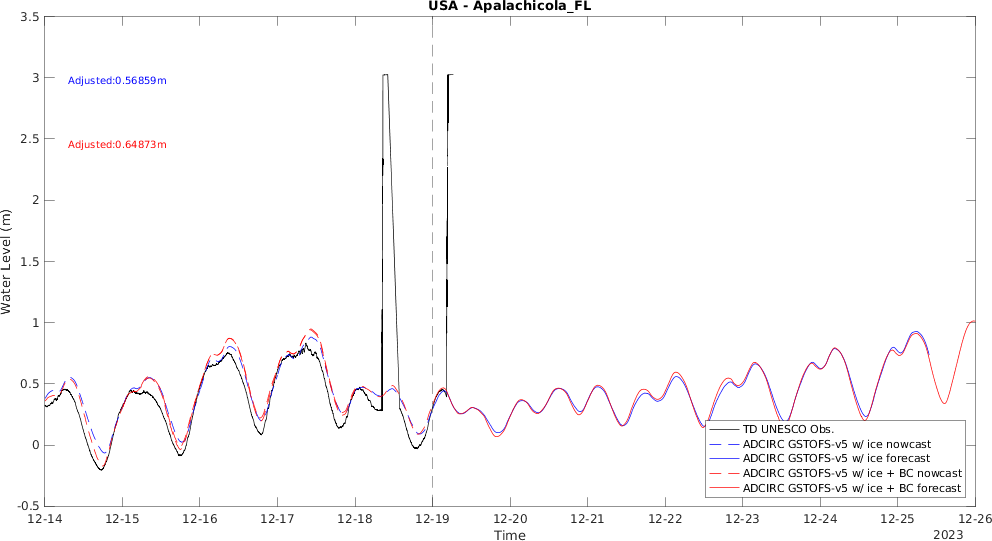 USA - Apalachicola_FL
3.5
3
2.5
2
1.5
1
0.5
0
-0.5
Water Level (m)
Adjusted:0.56859m
Adjusted:0.64873m
TD UNESCO Obs.
ADCIRC GSTOFS-v5 w/ ice nowcast
ADCIRC GSTOFS-v5 w/ ice forecast
ADCIRC GSTOFS-v5 w/ ice + BC nowcast
ADCIRC GSTOFS-v5 w/ ice + BC forecast
12-14 12-15 12-16 12-17 12-18 12-19 12-20 12-21 12-22 12-23 12-24 12-25 12-26
Time
2023